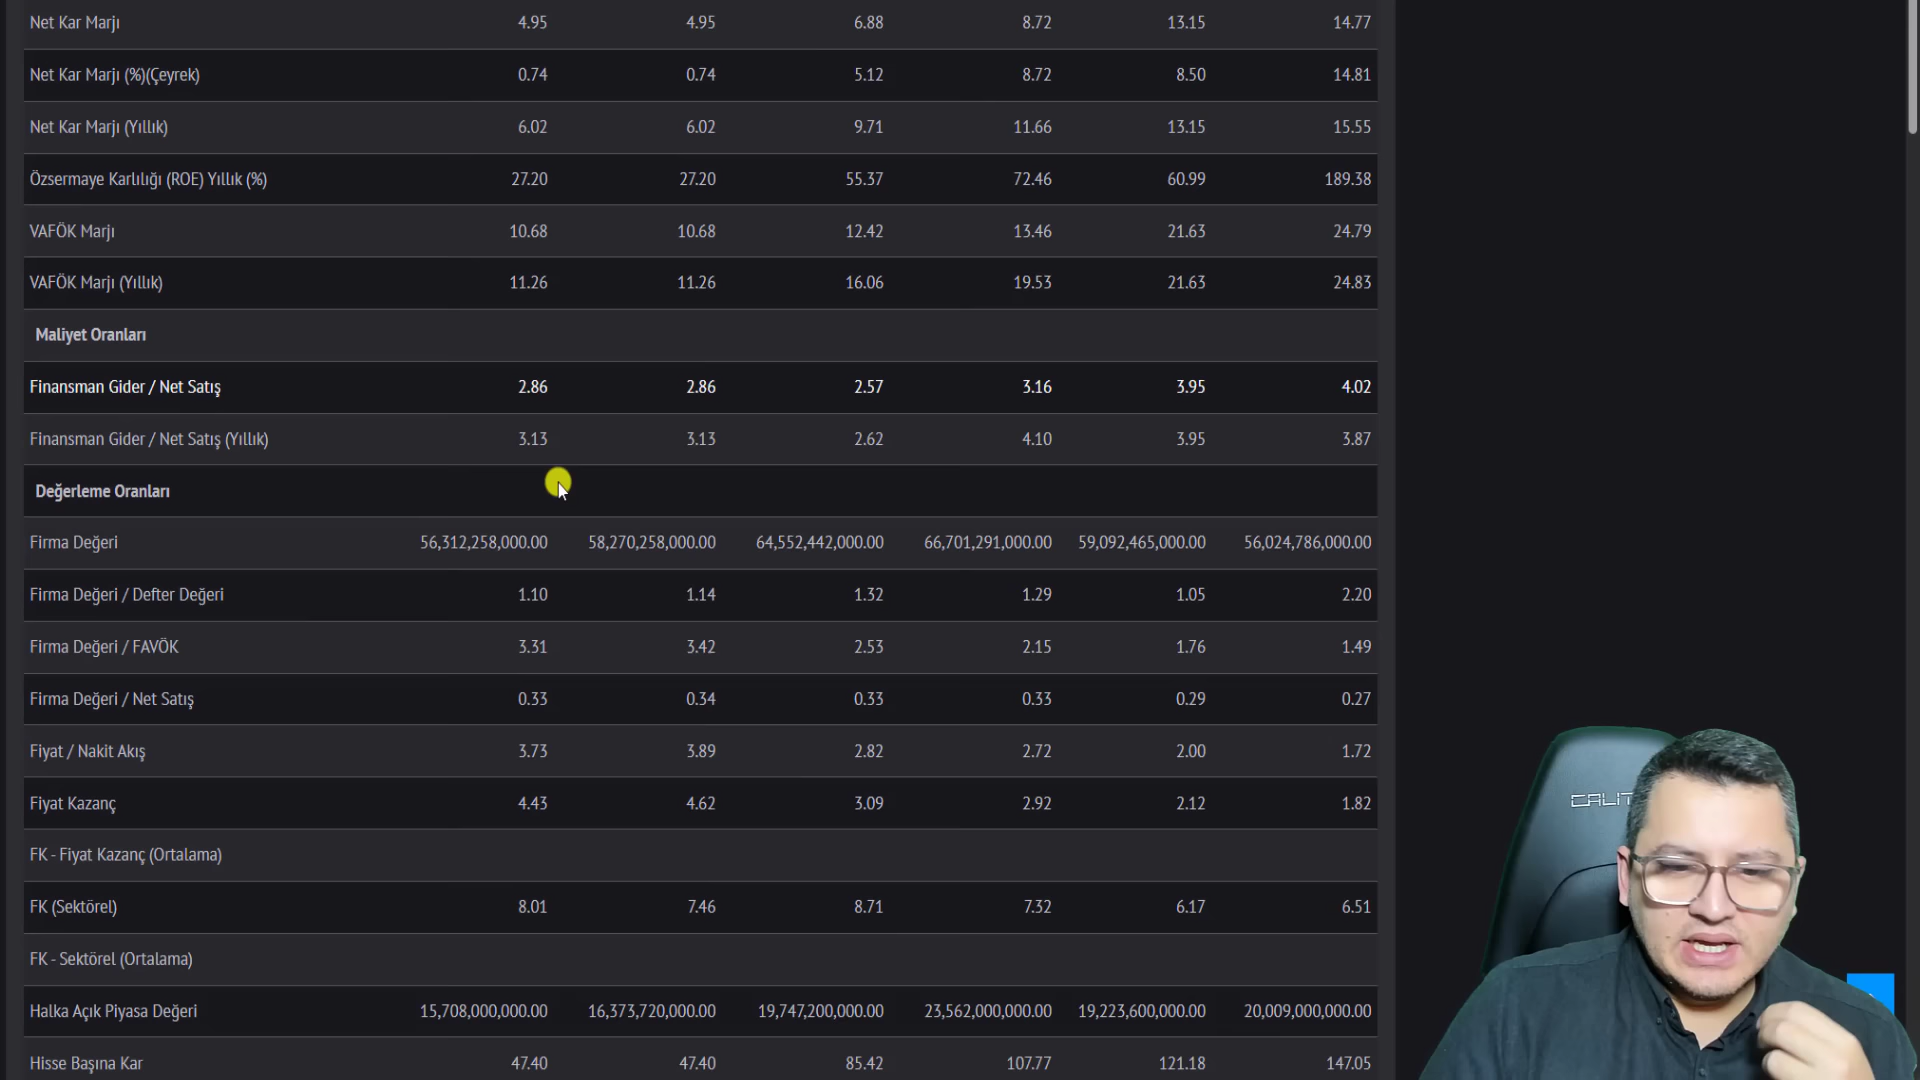 Net Kar Marjı 4.95 4.95 6.88 8.72 13.15 14.77
Net Kar Marjı (%)(Çeyrek) 0.74 0.74 5.12 8.72 8.50 14.81
Net Kar Marjı (Yıllık) 6.02 6.02 9.71 11.66 13.15 15.55
Özsermaye Karlılığı (ROE) Yıllık (%) 27.20 27.20 55.37 72.46 60.99 189.38
VAFÖK Marjı 10.68 10.68 12.42 13.46 21.63 24.79
VAFÖK Marjı (Yıllık) 11.26 11.26 16.06 19.53 21.63 24.83
Maliyet Oranları
Finansman Gider / Net Satış 2.86 2.86 2.57 3.16 3.95 4.02
Finansman Gider / Net Satış (Yıllık) 3.13 3.13 2.62 4.10 3.95 3.87
Değerleme Oranları
Firma Değeri 56,312,258,000.00 58,270,258,000.00 64,552,442,000.00 66,701,291,000.00 59,092,465,000.00 56,024,786,000.00
Firma Değeri / Defter Değeri 1.10 1.14 1.32 1.29 1.05 2.20
Firma Değeri / FAVÖK 3.31 3.42 2.53 2.15 1.76 1.49
Firma Değeri / Net Satış 0.33 0.34 0.33 0.33 0.29 0.27
Fiyat / Nakit Akış 3.73 3.89 2.82 2.72 2.00 1.72
Fiyat Kazanç 4.43 4.62 3.09 2.92 2.12 1.82
FK - Fiyat Kazanç (Ortalama)
FK (Sektörel) 8.01 7.46 8.71 7.32 6.17 6.51
FK - Sektörel (Ortalama)
Halka Açık Piyasa Değeri 15,708,000,000.00 16,373,720,000.00 19,747,200,000.00 23,562,000,000.00 19,223,600,000.00 20,009,000,000.00
Hisse Başına Kar 47.40 47.40 85.42 107.77 121.18 147.05